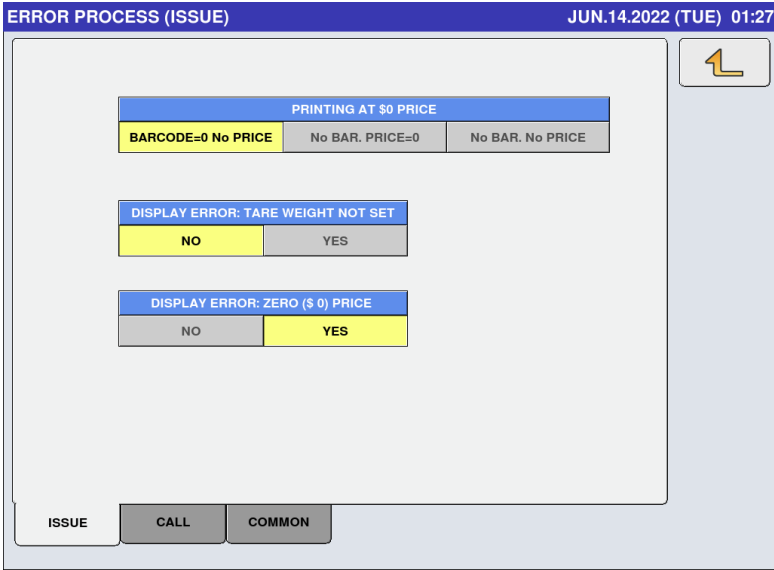 ERROR PROCESS (ISSUE) JUN.14.2022 (TUE) 01:27
PRINTING AT $0 PRICE
BARCODE=0 No PRICE No BAR. PRICE=0 No BAR. No PRICE
DISPLAY ERROR: TARE WEIGHT NOT SET
NO YES
DISPLAY ERROR: ZERO ($ 0) PRICE
NO YES
ISSUE CALL COMMON